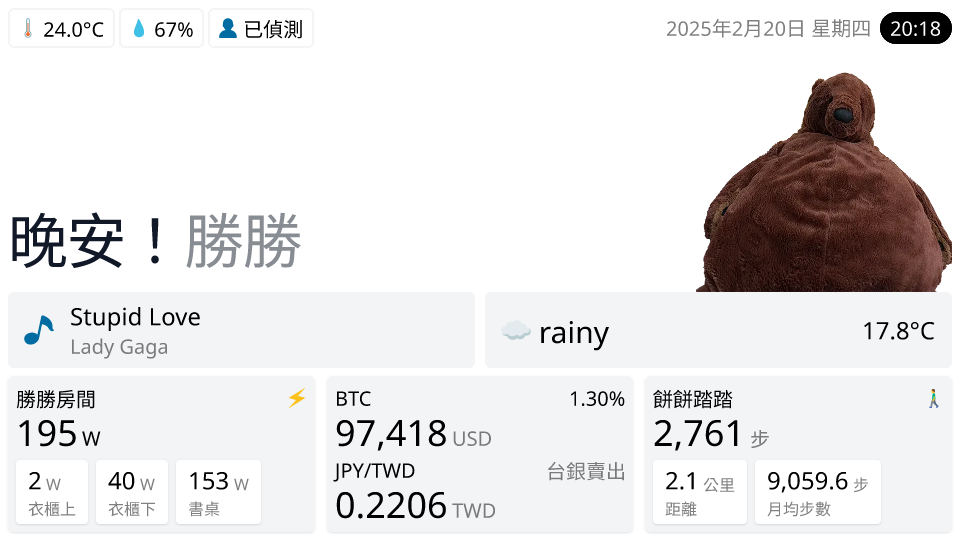 24.0°C 67% 已偵測 2025年2月20日 星期四 20:18
晚安！勝勝
Stupid Love
Lady Gaga
rainy 17.8°C
勝勝房間
195 W
2 W
衣櫃上
40 W
衣櫃下
153 W
書桌
BTC 1.30%
97,418 USD
JPY/TWD 台銀賣出
0.2206 TWD
餅餅踏踏
2,761 步
2.1 公里
距離
9,059.6 步
月均步數